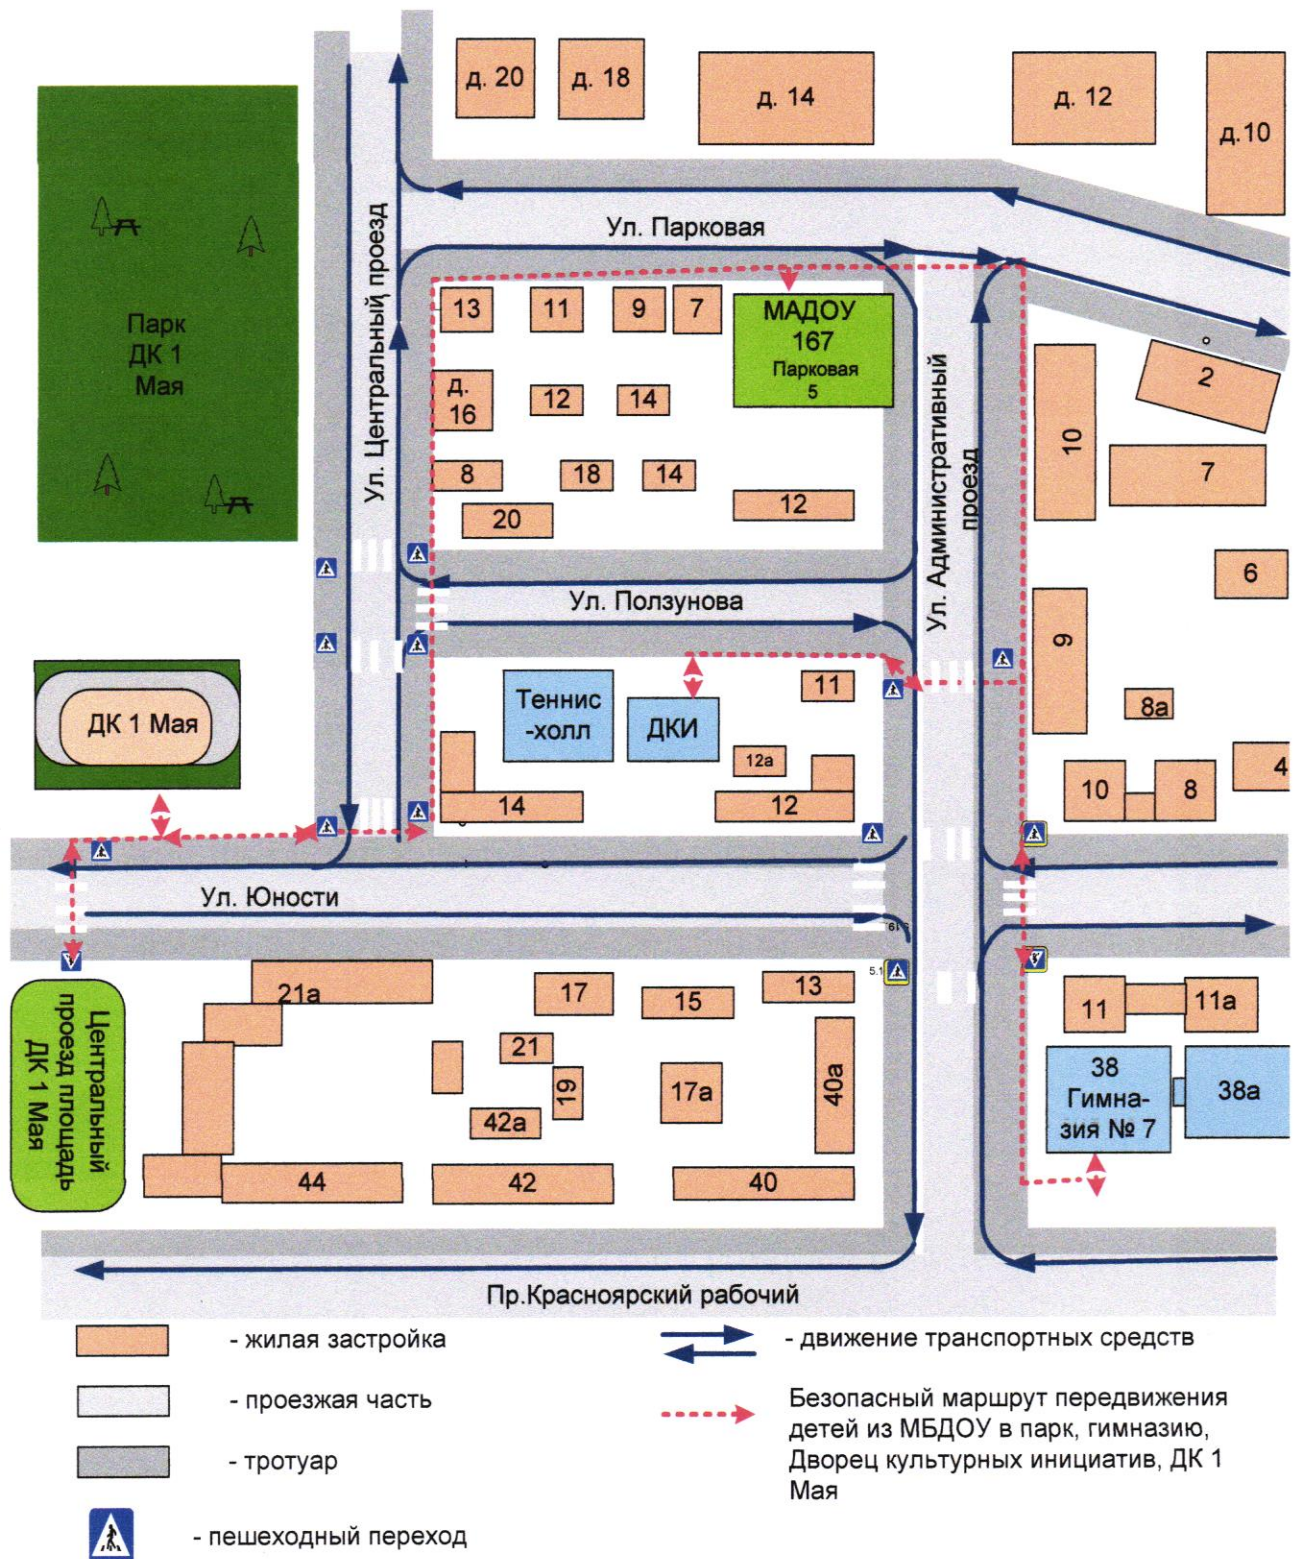 д. 20
д. 18
д. 14
д. 12
д.10
Ул. Парковая
Ул. Центральный проезд
Парк
ДК 1
Мая
13
11
9
7
МАДОУ
167
Парковая
5
2
д.
16
12
14
10
7
8
18
14
20
12
Ул. Административный
проезд
6
Ул. Ползунова
9
ДК 1 Мая
Теннис
-холл
ДКИ
11
8а
12а
4
14
12
10
8
Ул. Юности
21а
17
15
13
5.1
11
11а
Центральный
проезд площадь
ДК 1 Мая
21
19
42а
17а
40а
38
Гимна-
зия № 7
38а
44
42
40
Пр.Красноярский рабочий
- жилая застройка
- проезжая часть
- тротуар
- пешеходный переход
- движение транспортных средств
Безопасный маршрут передвижения
детей из МБДОУ в парк, гимназию,
Дворец культурных инициатив, ДК 1
Мая